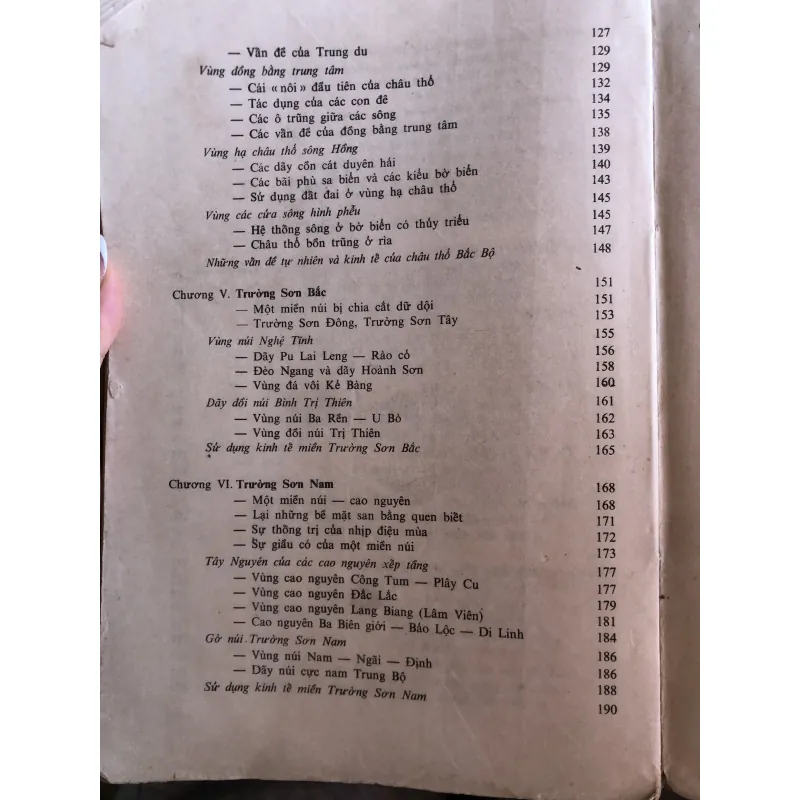 — Vấn đề của Trung du 127
Vùng đồng bằng trung tâm 129
— Cái « nôi » đầu tiên của châu thổ 129
— Tác dụng của các con đê 132
— Các ô trũng giữa các sông 134
— Các vấn đề của đồng bằng trung tâm 135
Vùng hạ châu thổ sông Hồng 138
— Các dãy cồn cát duyên hải 139
— Các bãi phù sa biển và các kiểu bờ biển 140
— Sử dụng đất đai ở vùng hạ châu thổ 143
Vùng các cửa sông hình phễu 145
— Hệ thống sông ở bờ biển có thủy triều 145
— Châu thổ bồn trũng ở rìa 147
Những vấn đề tự nhiên và kinh tế của châu thổ Bắc Bộ 148
Chương V. Trường Sơn Bắc 151
— Một miền núi bị chia cắt dữ dội 151
— Trường Sơn Đông, Trường Sơn Tây 153
Vùng núi Nghệ Tĩnh 155
— Dãy Pu Lai Leng — Rào cỏ 156
— Đèo Ngang và dãy Hoành Sơn 158
— Vùng đá vôi Kẻ Bàng 160
Dãy đồi núi Bình Trị Thiên 161
— Vùng núi Ba Rền — U Bò 162
— Vùng đồi núi Trị Thiên 163
Sử dụng kinh tế miền Trường Sơn Bắc 165
Chương VI. Trường Sơn Nam 168
— Một miền núi — cao nguyên 168
— Lại những bề mặt san bằng quen biết 171
— Sự thống trị của nhịp điệu mùa 172
— Sự giầu có của một miền núi 173
Tây Nguyên của các cao nguyên xếp tầng 177
— Vùng cao nguyên Công Tum — Plây Cu 177
— Vùng cao nguyên Đắc Lắc 179
— Vùng cao nguyên Lang Biang (Lâm Viên) 181
— Cao nguyên Ba Biên giới — Bảo Lộc — Di Linh 184
Gờ núi Trường Sơn Nam 186
— Vùng núi Nam — Ngãi — Định 186
— Dãy núi cực nam Trung Bộ 188
Sử dụng kinh tế miền Trường Sơn Nam 190